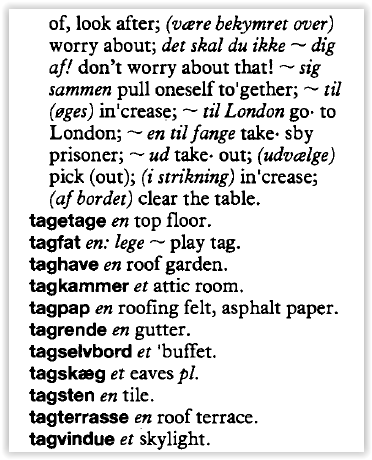 of, look after; (være bekymret over)
worry about; det skal du ikke ~ dig
af! don't worry about that! ~ sig
sammen pull oneself to'gether; ~ til
(øges) in'crease; ~ til London go· to
London; ~ en til fange take· sby
prisoner; ~ ud take· out; (udvælge)
pick (out); (i strikning) in'crease;
(af bordet) clear the table.
tagetage en top floor.
tagfat en: lege ~ play tag.
taghave en roof garden.
tagkammer et attic room.
tagpap en roofing felt, asphalt paper.
tagrende en gutter.
tagselvbord et 'buffet.
tagskæg et eaves pl.
tagsten en tile.
tagterrasse en roof terrace.
tagvindue et skylight.